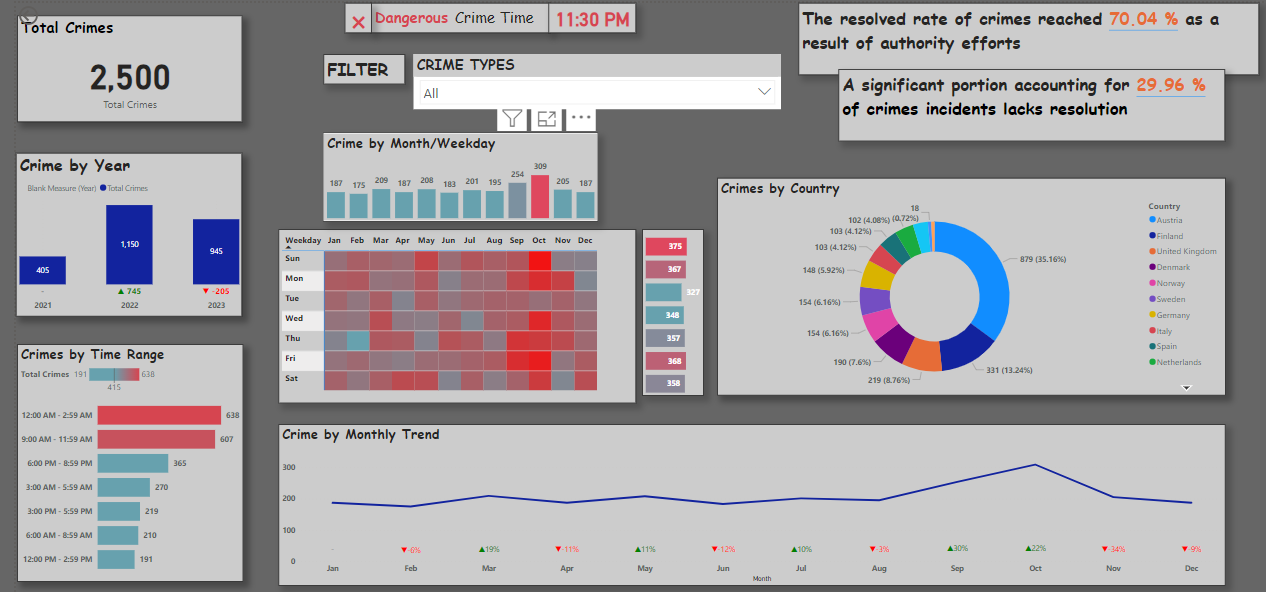 Total Crimes
2,500
Total Crimes
Dangerous Crime Time
11:30 PM
The resolved rate of crimes reached 70.04 % as a
result of authority efforts
A significant portion accounting for 29.96 %
of crimes incidents lacks resolution
FILTER
CRIME TYPES
All
Crime by Year
Blank Measure (Year) Total Crimes
405
1,150
945
-
▲ 745
▼ -205
2021
2022
2023
Crime by Month/Weekday
187 175 209 187 208 183 201 195 254 309 205 187
Weekday Jan Feb Mar Apr May Jun Jul Aug Sep Oct Nov Dec
Sun
Mon
Tue
Wed
Thu
Fri
Sat
375
367
327
348
357
368
358
Crimes by Country
18
(0.72%)
102 (4.08%)
103 (4.12%)
103 (4.12%)
148 (5.92%)
154 (6.16%)
154 (6.16%)
190 (7.6%)
219 (8.76%)
331 (13.24%)
879 (35.16%)
Country
Austria
Finland
United Kingdom
Denmark
Norway
Sweden
Germany
Italy
Spain
Netherlands
Crimes by Time Range
Total Crimes 191 638
415
12:00 AM - 2:59 AM 638
9:00 AM - 11:59 AM 607
6:00 PM - 8:59 PM 365
3:00 AM - 5:59 AM 270
3:00 PM - 5:59 PM 219
6:00 AM - 8:59 AM 210
12:00 PM - 2:59 PM 191
Crime by Monthly Trend
300
200
100
0
- ▼-6% ▲19% ▼-11% ▲11% ▼-12% ▲10% ▼-3% ▲30% ▲22% ▼-34% ▼-9%
Jan Feb Mar Apr May Jun Jul Aug Sep Oct Nov Dec
Month